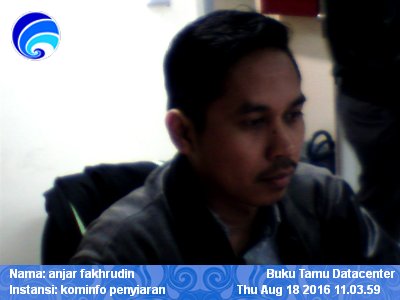 Nama: anjar fakhrudin
Buku Tamu Datacenter
Instansi: kominfo penyiaran
Thu Aug 18 2016 11.03.59